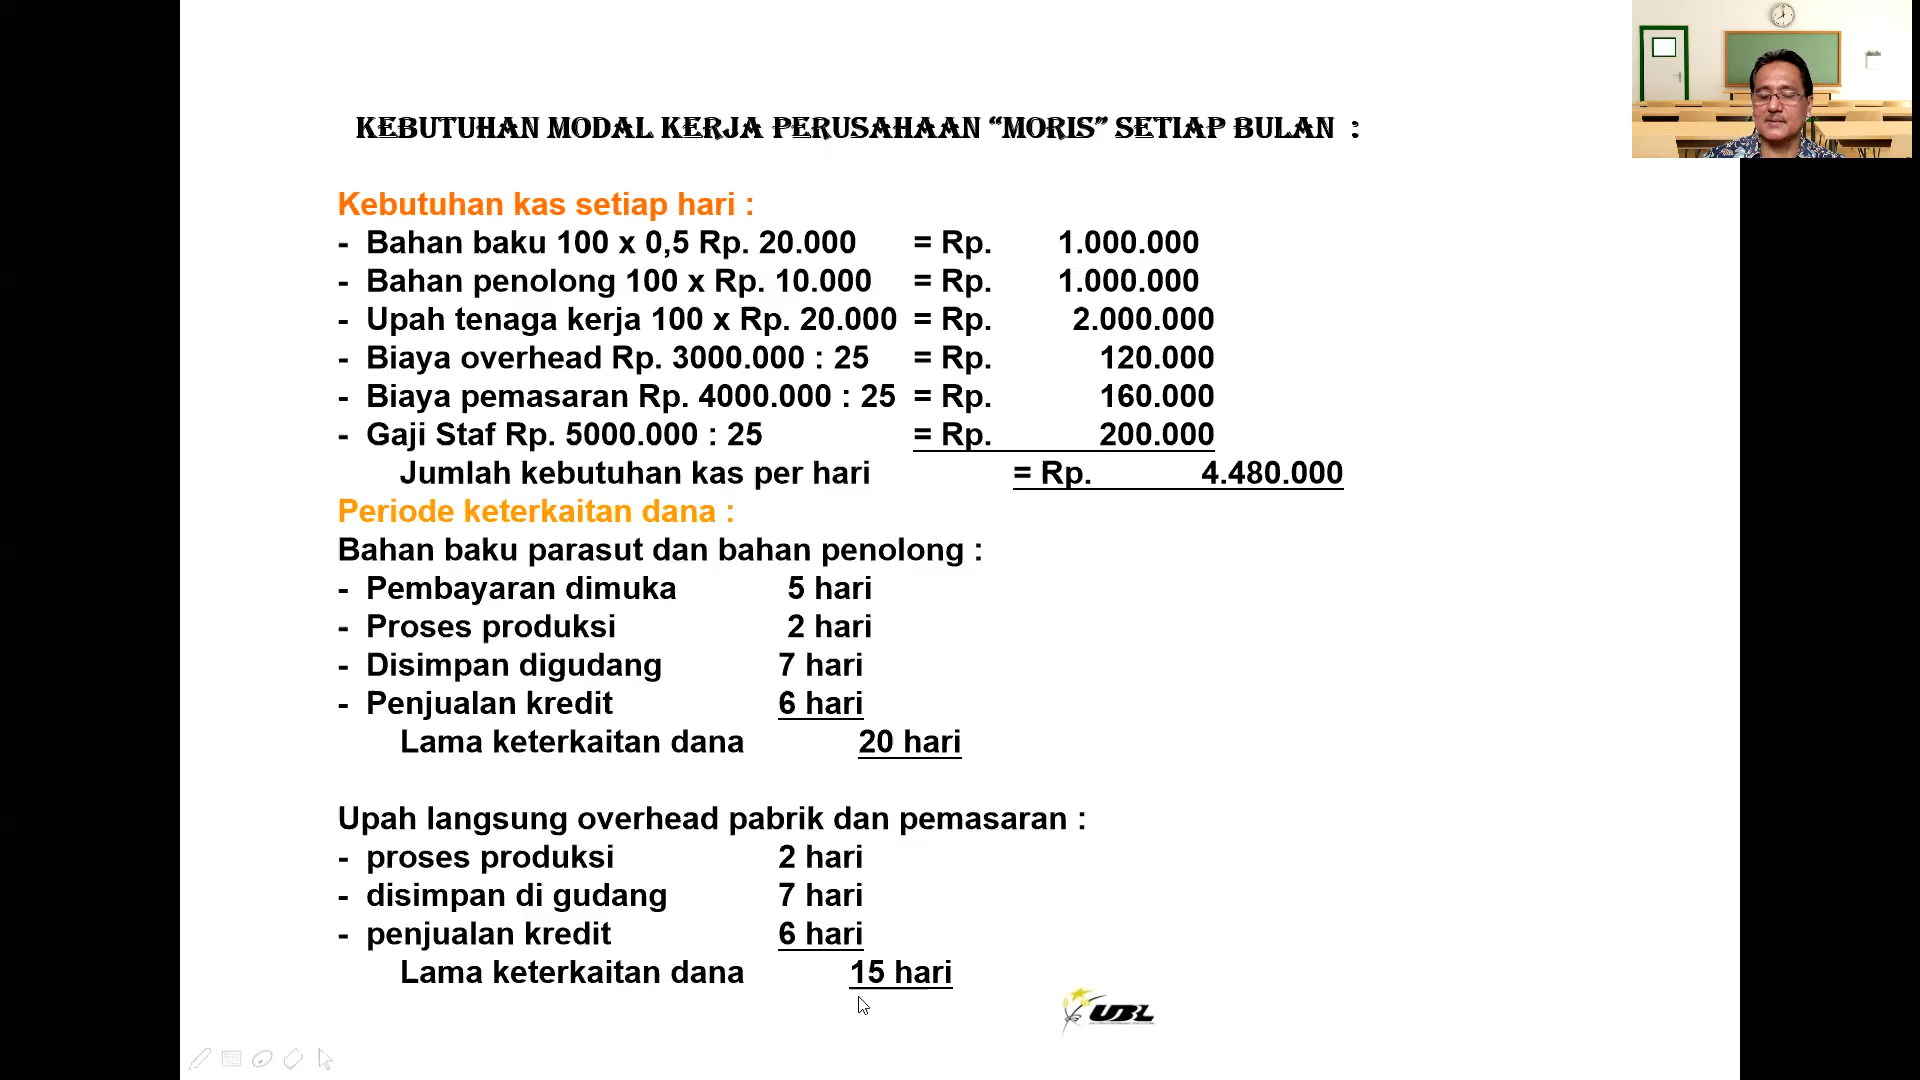 KEBUTUHAN MODAL KERJA PERUSAHAAN “MORIS” SETIAP BULAN :
Kebutuhan kas setiap hari :
- Bahan baku 100 x 0,5 Rp. 20.000 = Rp. 1.000.000
- Bahan penolong 100 x Rp. 10.000 = Rp. 1.000.000
- Upah tenaga kerja 100 x Rp. 20.000 = Rp. 2.000.000
- Biaya overhead Rp. 3000.000 : 25 = Rp. 120.000
- Biaya pemasaran Rp. 4000.000 : 25 = Rp. 160.000
- Gaji Staf Rp. 5000.000 : 25 = Rp. 200.000
Jumlah kebutuhan kas per hari = Rp. 4.480.000
Periode keterkaitan dana :
Bahan baku parasut dan bahan penolong :
- Pembayaran dimuka 5 hari
- Proses produksi 2 hari
- Disimpan digudang 7 hari
- Penjualan kredit 6 hari
Lama keterkaitan dana 20 hari
Upah langsung overhead pabrik dan pemasaran :
- proses produksi 2 hari
- disimpan di gudang 7 hari
- penjualan kredit 6 hari
Lama keterkaitan dana 15 hari
UBL